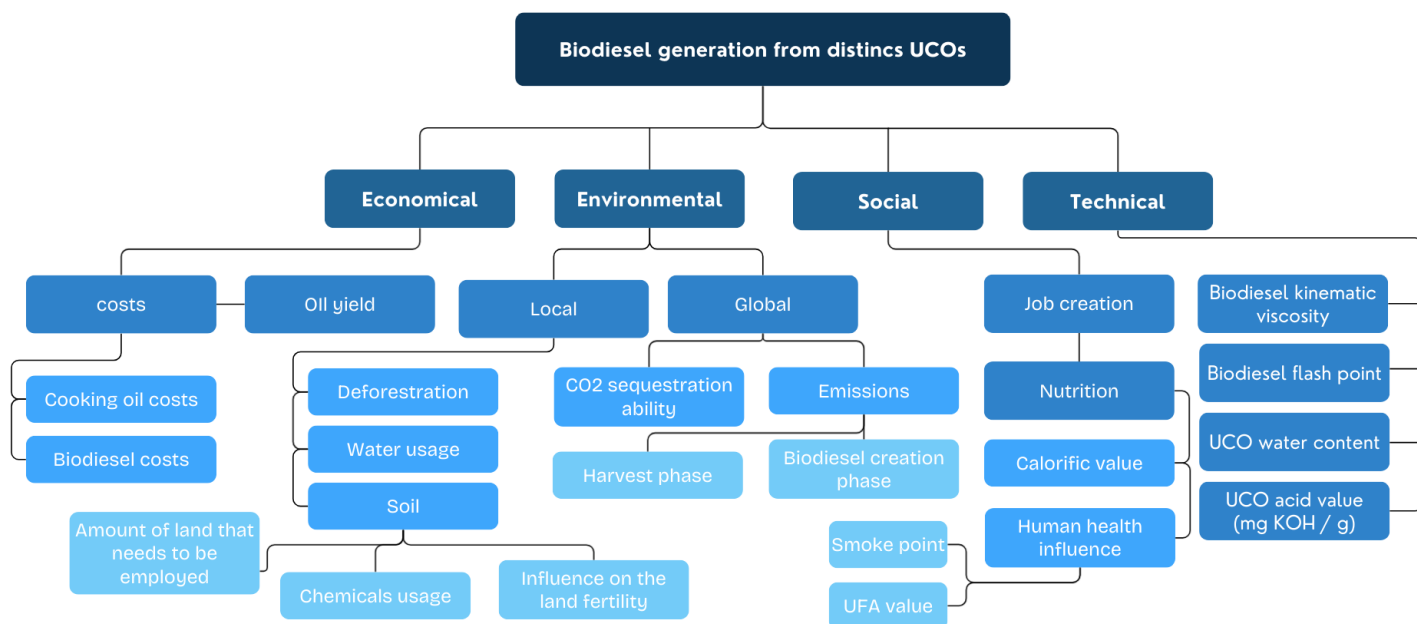 Biodiesel generation from distincs UCOs
Economical
Environmental
Social
Technical
costs
OIl yield
Local
Global
Job creation
Biodiesel kinematic
viscosity
Cooking oil costs
Biodiesel costs
Deforestration
Water usage
Soil
CO2 sequestration
ability
Emissions
Harvest phase
Biodiesel creation
phase
Nutrition
Calorific value
Human health
influence
Biodiesel flash point
UCO water content
UCO acid value
(mg KOH / g)
Amount of land that
needs to be
employed
Chemicals usage
Influence on the
land fertility
Smoke point
UFA value